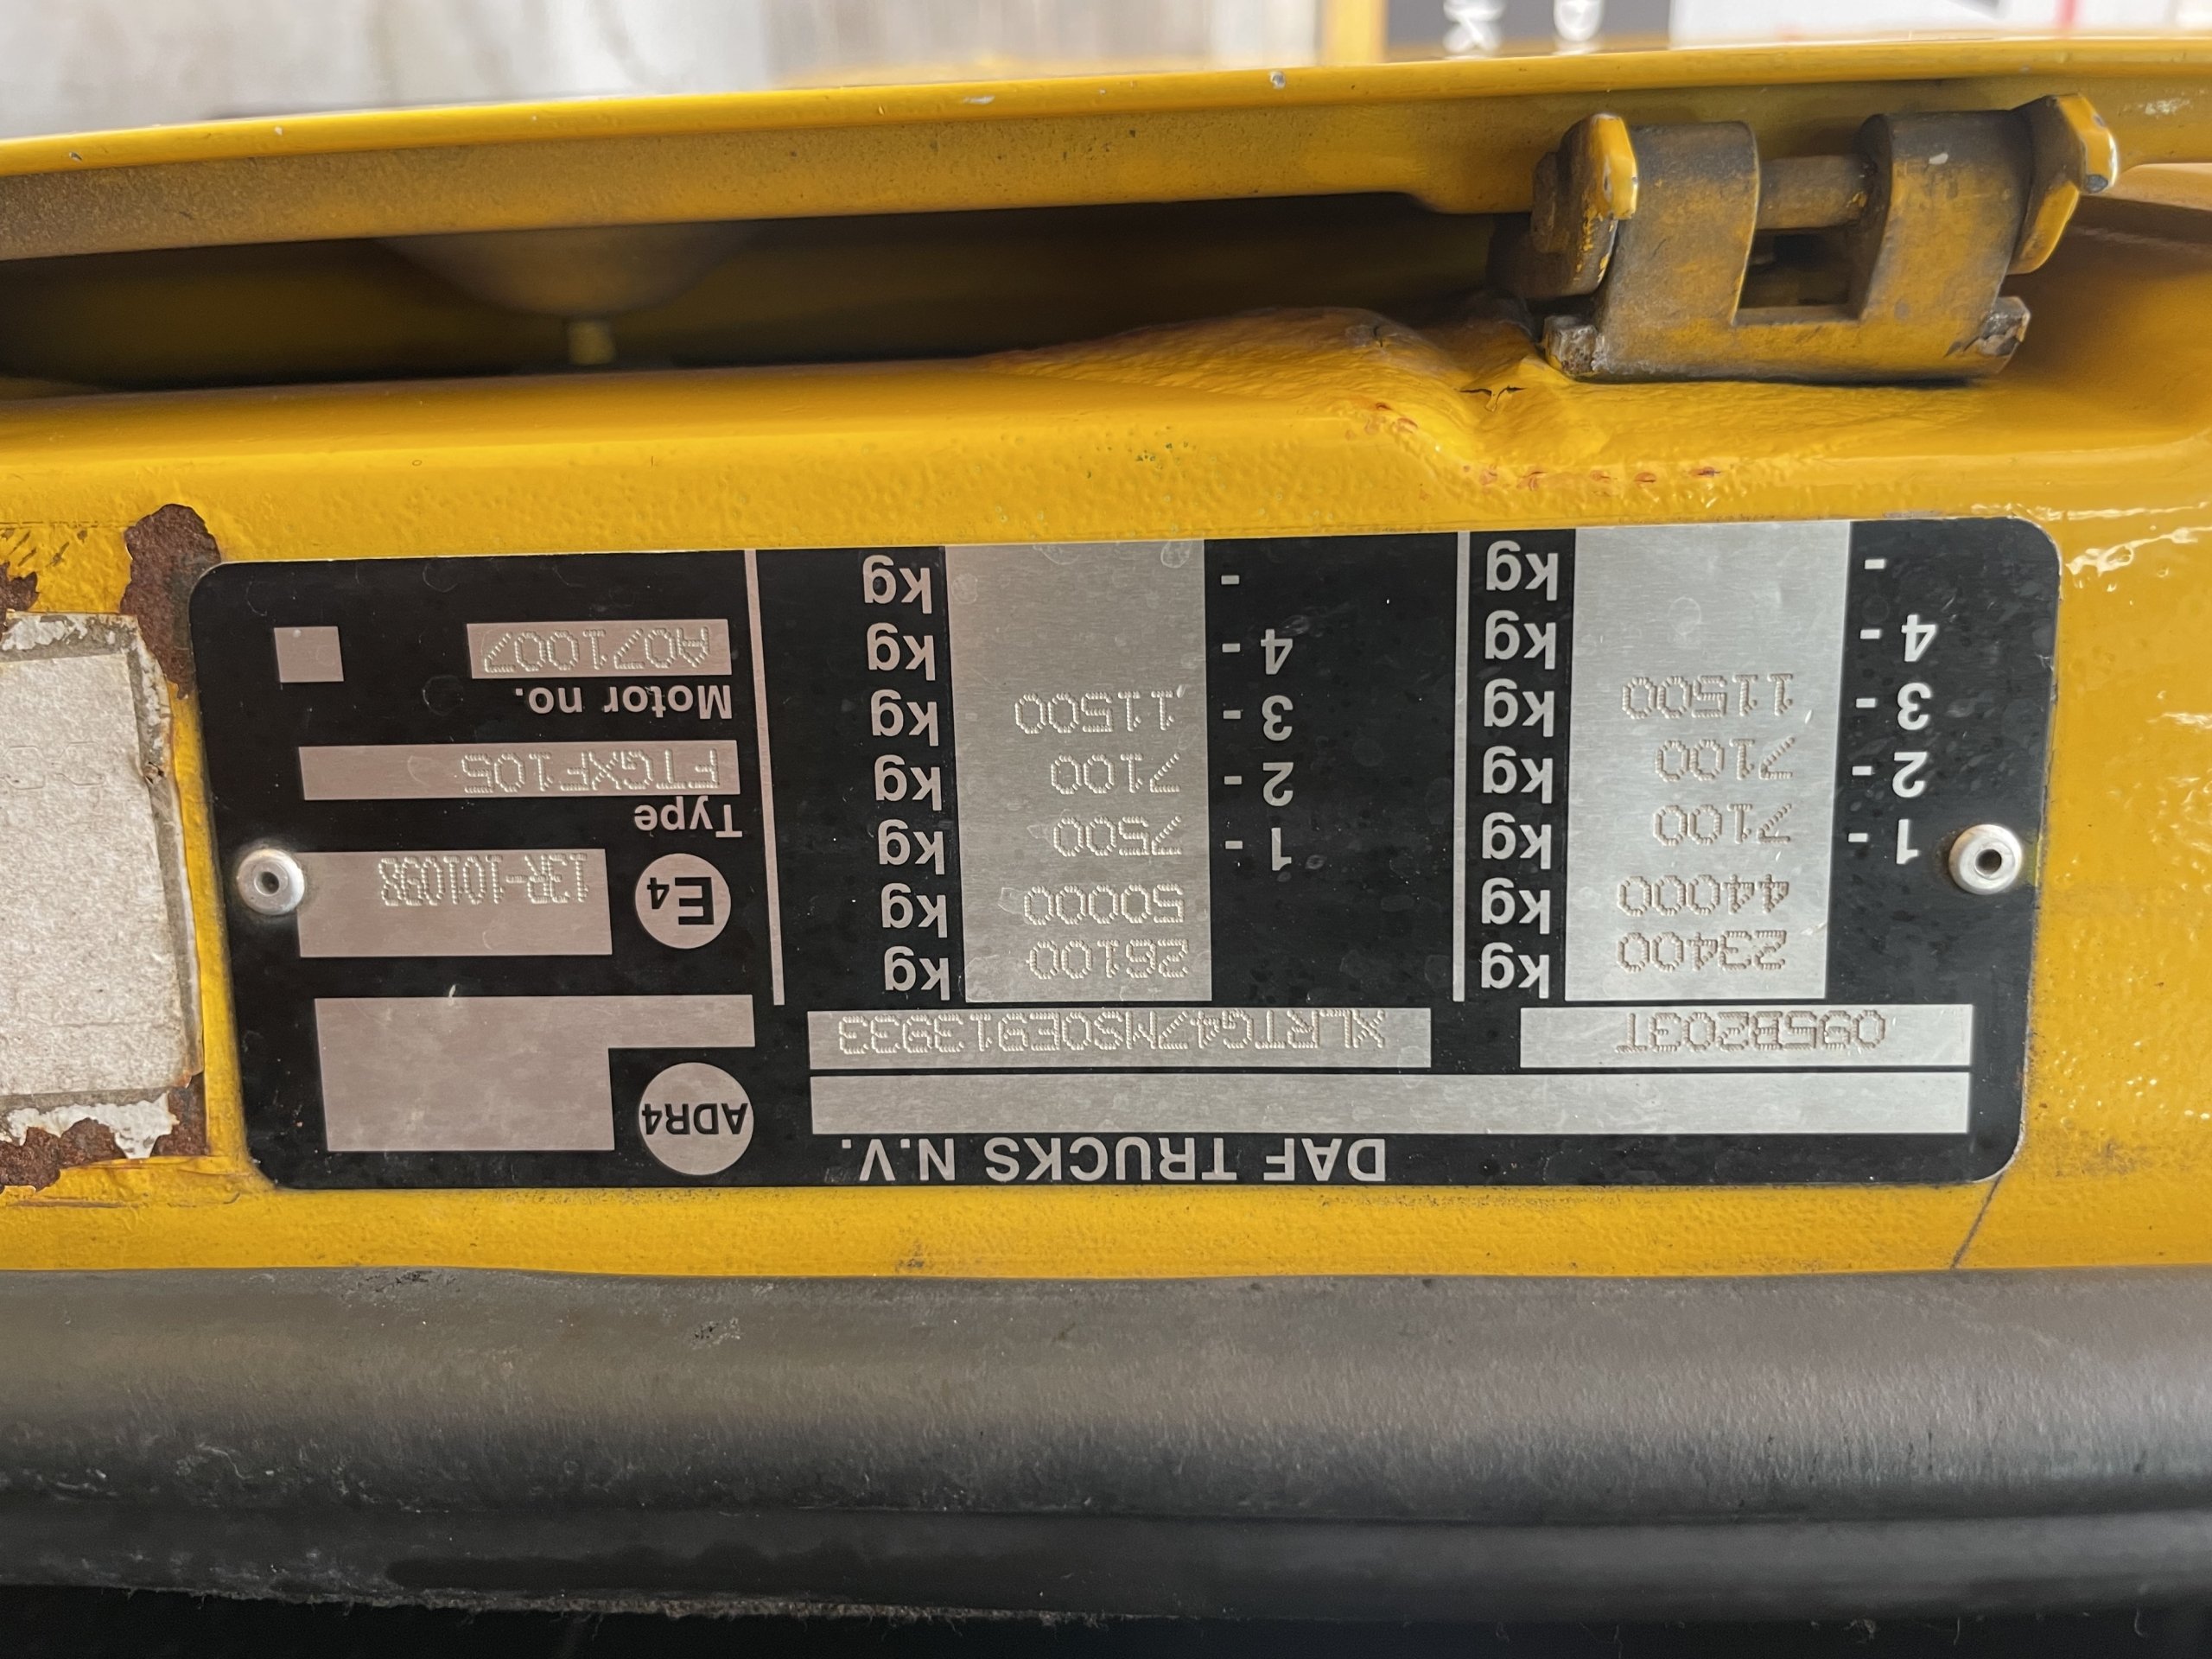 DAF TRUCKS N.V.
095B203T XLRTG47MS0E913933
23400 kg
44000 kg
1 - 7100 kg
2 - 7100 kg
3 - 11500 kg
4 - kg
- kg
26100 kg
50000 kg
1 - 7500 kg
2 - 7100 kg
3 - 11500 kg
4 - kg
- kg
ADR4
E4 13R-101098
Type
FTGXF105
Motor no.
A071007